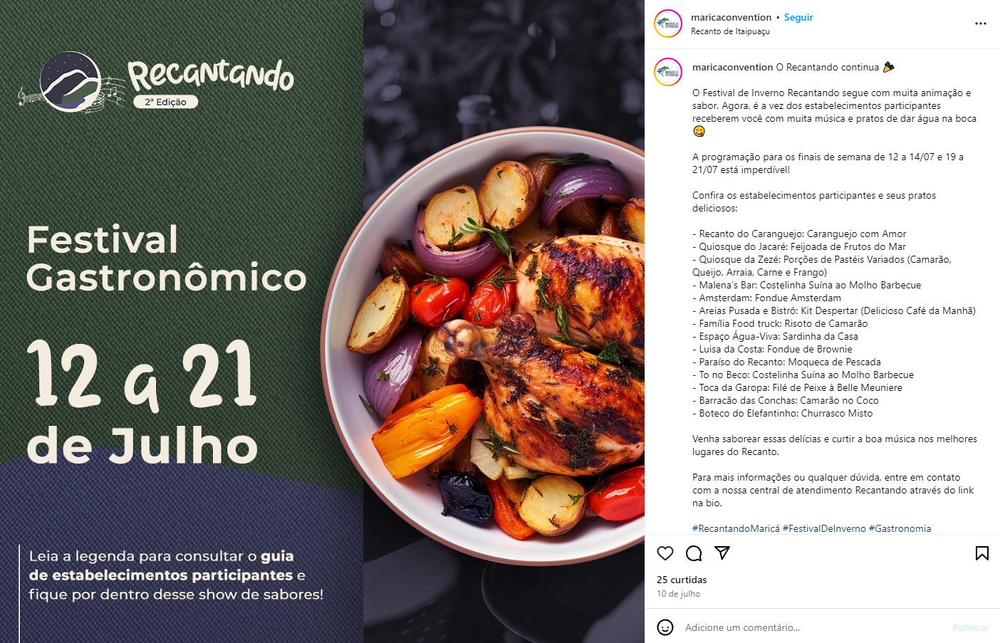 Recantando
2ª Edição
Festival
Gastronômico
12 a 21
de Julho
Leia a legenda para consultar o guia
de estabelecimentos participantes e
fique por dentro desse show de sabores!
maricaconvention • Seguir
Recanto de Itaipuaçu
maricaconvention O Recantando continua 🎉
O Festival de Inverno Recantando segue com muita animação e
sabor. Agora, é a vez dos estabelecimentos participantes
receberem você com muita música e pratos de dar água na boca
😋
A programação para os finais de semana de 12 a 14/07 e 19 a
21/07 está imperdível!
Confira os estabelecimentos participantes e seus pratos
deliciosos:
- Recanto do Caranguejo: Caranguejo com Amor
- Quiosque do Jacaré: Feijoada de Frutos do Mar
- Quiosque da Zezé: Porções de Pastéis Variados (Camarão,
Queijo, Arraia, Carne e Frango)
- Malena´s Bar: Costelinha Suína ao Molho Barbecue
- Amsterdam: Fondue Amsterdam
- Areias Pusada e Bistrô: Kit Despertar (Delicioso Café da Manhã)
- Família Food truck: Risoto de Camarão
- Espaço Água-Viva: Sardinha da Casa
- Luisa da Costa: Fondue de Brownie
- Paraíso do Recanto: Moqueca de Pescada
- To no Beco: Costelinha Suína ao Molho Barbecue
- Toca da Garopa: Filé de Peixe à Belle Meuniere
- Barracão das Conchas: Camarão no Coco
- Boteco do Elefantinho: Churrasco Misto
Venha saborear essas delícias e curtir a boa música nos melhores
lugares do Recanto.
Para mais informações ou qualquer dúvida, entre em contato
com a nossa central de atendimento Recantando através do link
na bio.
#RecantandoMaricá #FestivalDeInverno #Gastronomia
25 curtidas
10 de julho
Adicione um comentário...
Publicar